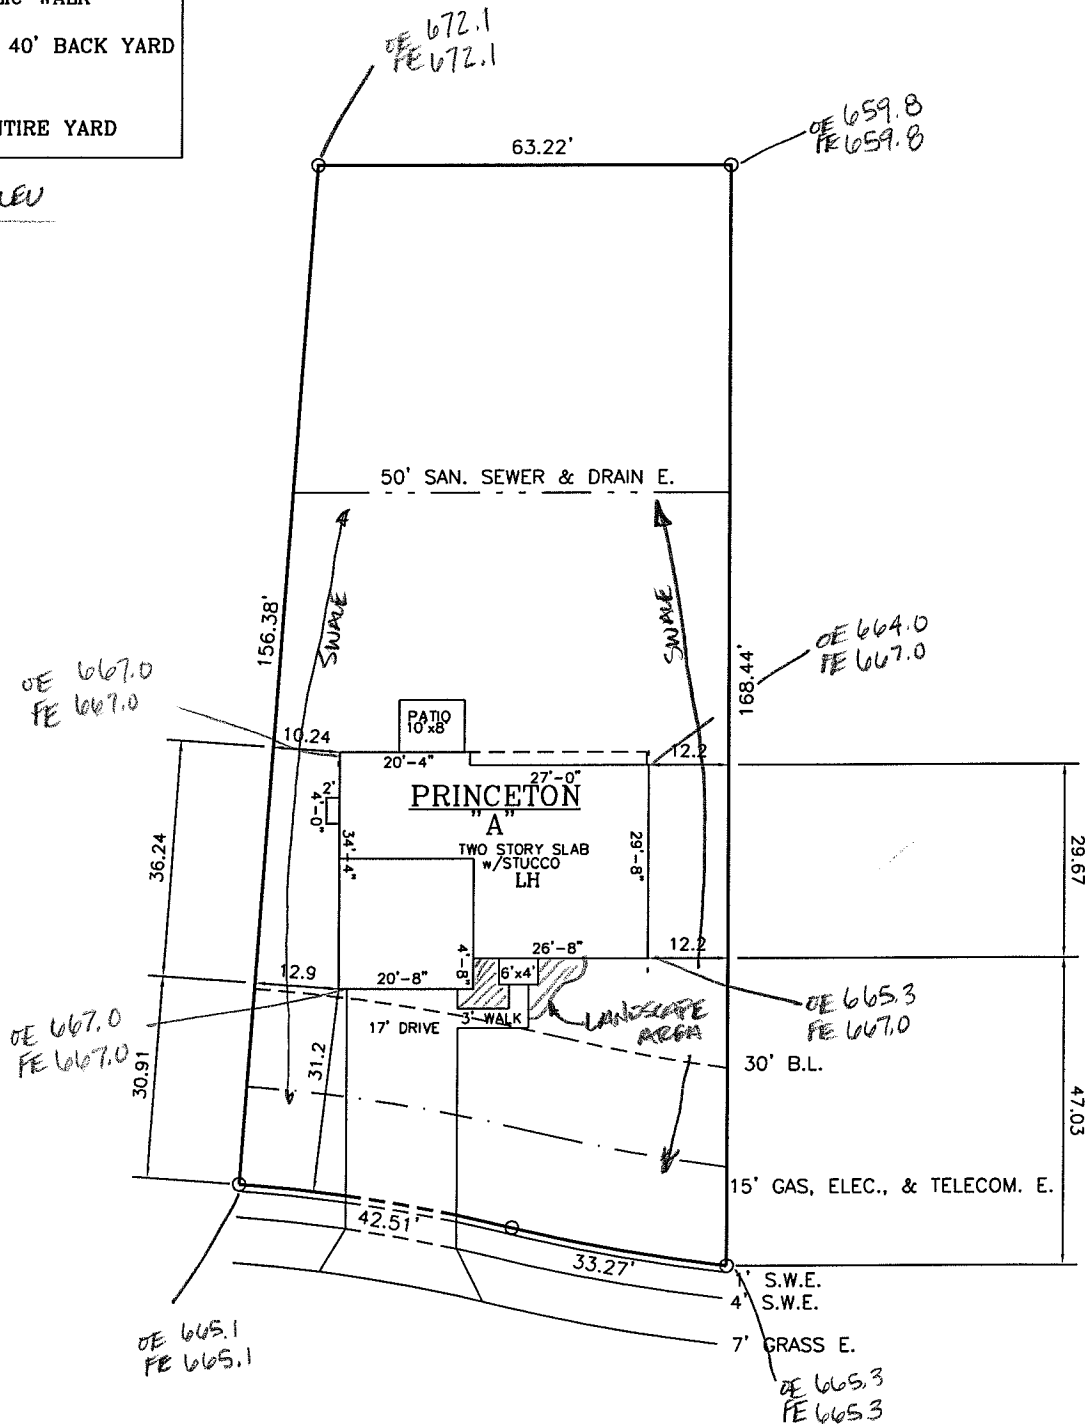 40' BACK YARD
YARD
OE 672.1
FE 672.1
OE 659.8
FE 659.8
63.22'
50' SAN. SEWER & DRAIN E.
156.38'
SWALE
SWALE
168.44'
OE 664.0
FE 667.0
OE 667.0
FE 667.0
PATIO
10'x8'
10.24
12.2
20'-4"
27'-0"
PRINCETON
"A"
TWO STORY SLAB
w/STUCCO
LH
2'
4'-0"
34'-4"
29'-8"
36.24
29.67
12.9
20'-8"
4'-8"
26'-8"
12.2
6'x4'
3' WALK
17' DRIVE
LANDSCAPE
AREA
OE 665.3
FE 667.0
OE 667.0
FE 667.0
30.91
31.2
30' B.L.
47.03
15' GAS, ELEC., & TELECOM. E.
42.51'
33.27'
1' S.W.E.
4' S.W.E.
7' GRASS E.
OE 665.1
FE 665.1
OE 665.3
FE 665.3